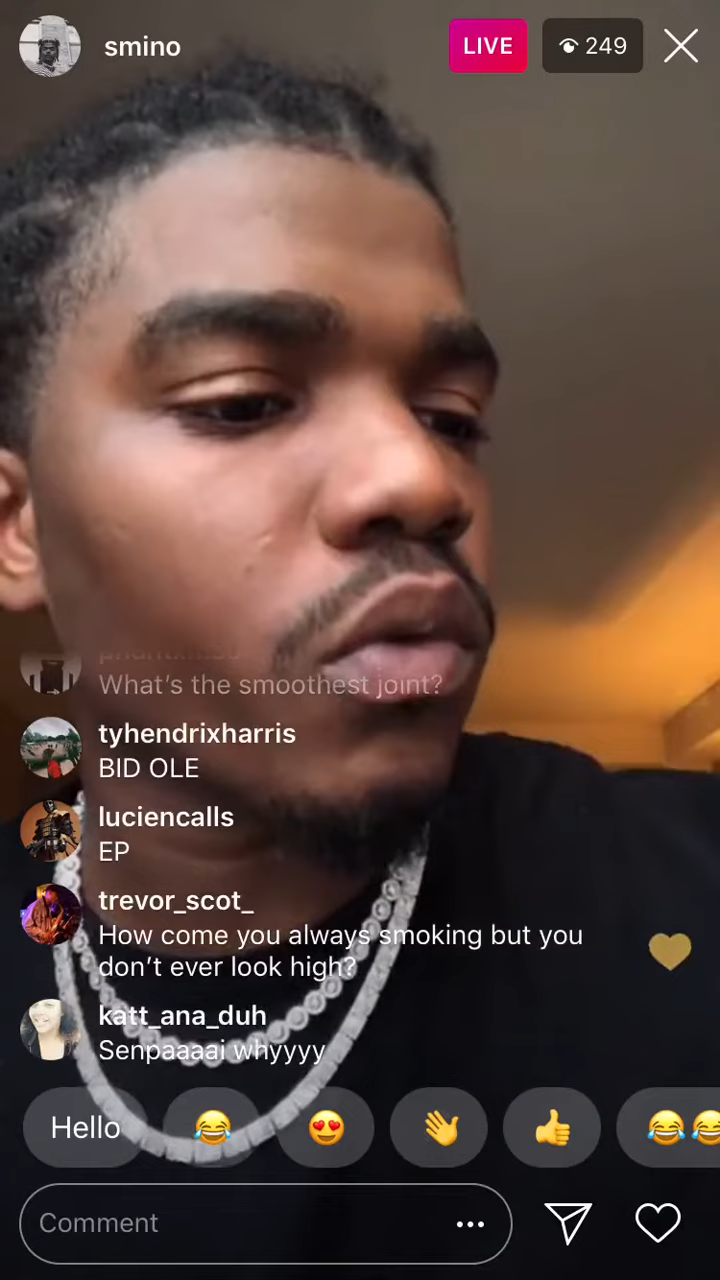 smino
LIVE
249
What's the smoothest joint?
tyhendrixharris
BID OLE
luciencalls
EP
trevor_scot_
How come you always smoking but you
don't ever look high?
katt_ana_duh
Senpaaaai whyyyy
Hello
Comment